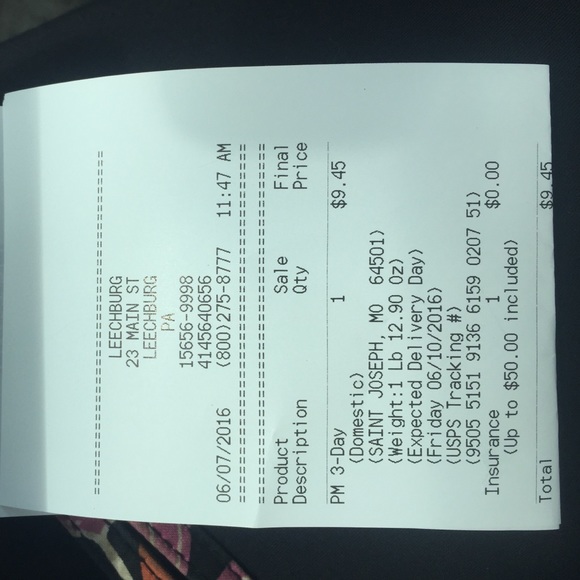 ==================================
LEECHBURG
23 MAIN ST
LEECHBURG
PA
15656-9998
4145640656
06/07/2016 (800)275-8777 11:47 AM
==================================
==================================
Product Sale Final
Description Qty Price
PM 3-Day 1 $9.45
(Domestic)
(SAINT JOSEPH, MO 64501)
(Weight:1 Lb 12.90 Oz)
(Expected Delivery Day)
(Friday 06/10/2016)
(USPS Tracking #)
(9505 5151 9136 6159 0207 51)
Insurance 1 $0.00
(Up to $50.00 included)
Total $9.45